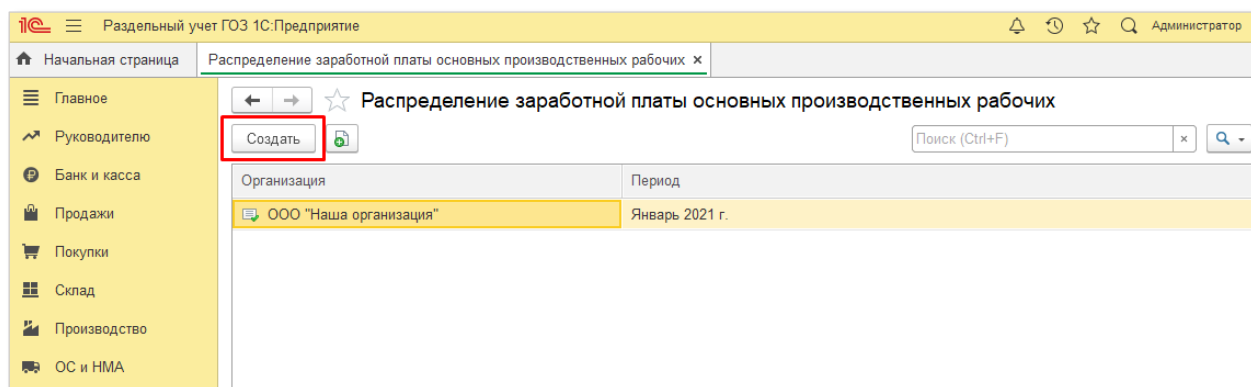 1С Раздельный учет ГОЗ 1С:Предприятие Администратор
Начальная страница Распределение заработной платы основных производственных рабочих ×
Главное
Распределение заработной платы основных производственных рабочих
Руководителю
Создать Поиск (Ctrl+F) ×
Банк и касса
Организация Период
Продажи
ООО "Наша организация" Январь 2021 г.
Покупки
Склад
Производство
ОС и НМА